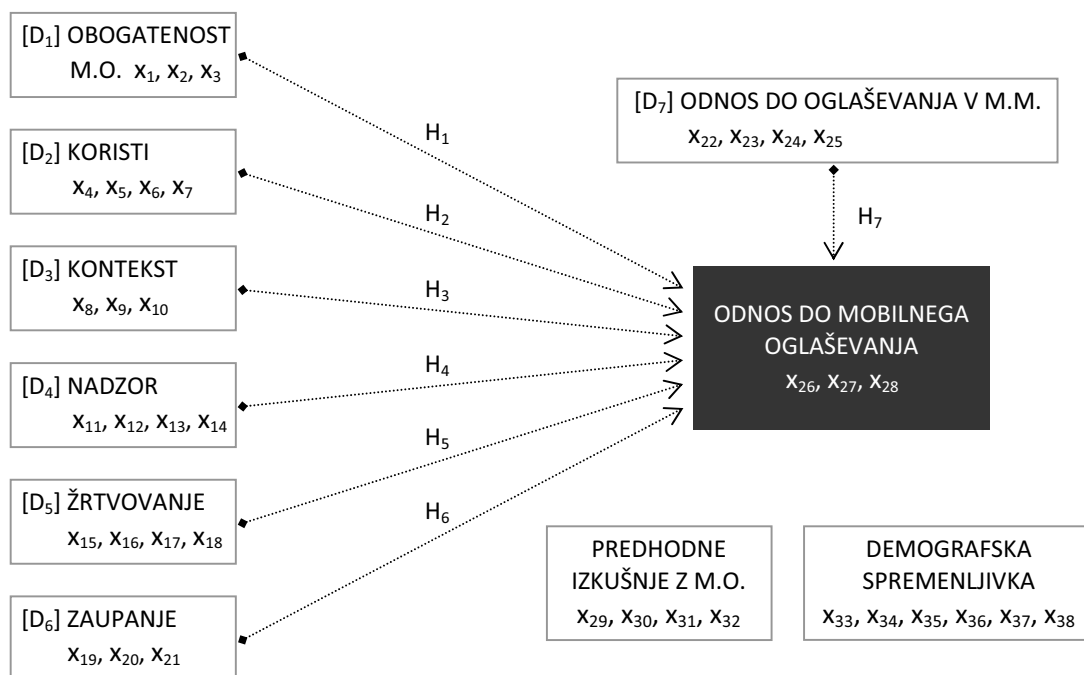 [D₁] OBOGATENOST
M.O. x₁, x₂, x₃
[D₂] KORISTI
x₄, x₅, x₆, x₇
[D₃] KONTEKST
x₈, x₉, x₁₀
[D₄] NADZOR
x₁₁, x₁₂, x₁₃, x₁₄
[D₅] ŽRTVOVANJE
x₁₅, x₁₆, x₁₇, x₁₈
[D₆] ZAUPANJE
x₁₉, x₂₀, x₂₁
H₁
H₂
H₃
H₄
H₅
H₆
[D₇] ODNOS DO OGLAŠEVANJA V M.M.
x₂₂, x₂₃, x₂₄, x₂₅
H₇
ODNOS DO MOBILNEGA
OGLAŠEVANJA
x₂₆, x₂₇, x₂₈
PREDHODNE
IZKUŠNJE Z M.O.
x₂₉, x₃₀, x₃₁, x₃₂
DEMOGRAFSKA
SPREMENLJIVKA
x₃₃, x₃₄, x₃₅, x₃₆, x₃₇, x₃₈